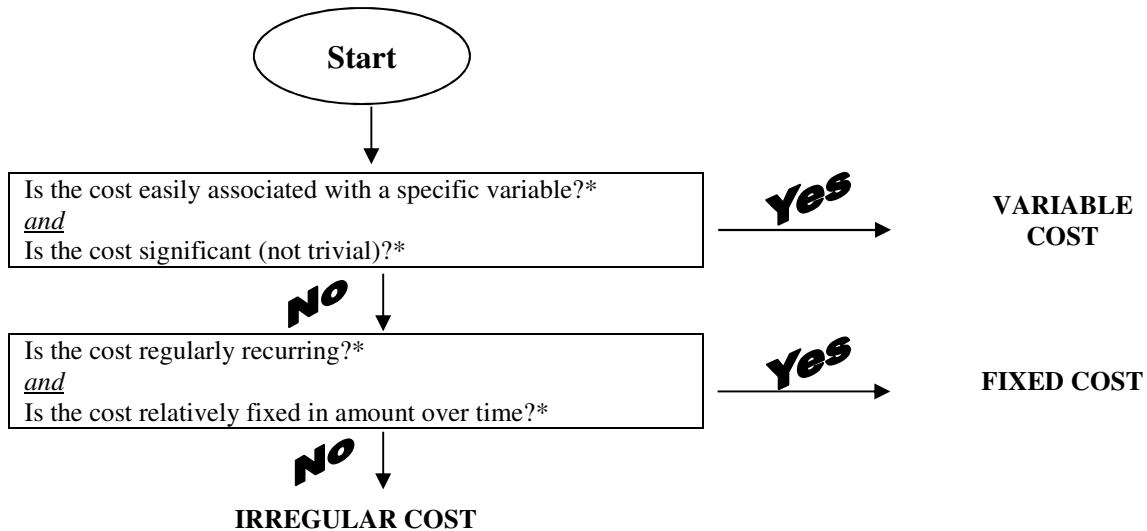 Start
Is the cost easily associated with a specific variable?*
and
Is the cost significant (not trivial)?*
Yes
VARIABLE
COST
No
Is the cost regularly recurring?*
and
Is the cost relatively fixed in amount over time?*
Yes
FIXED COST
No
IRREGULAR COST